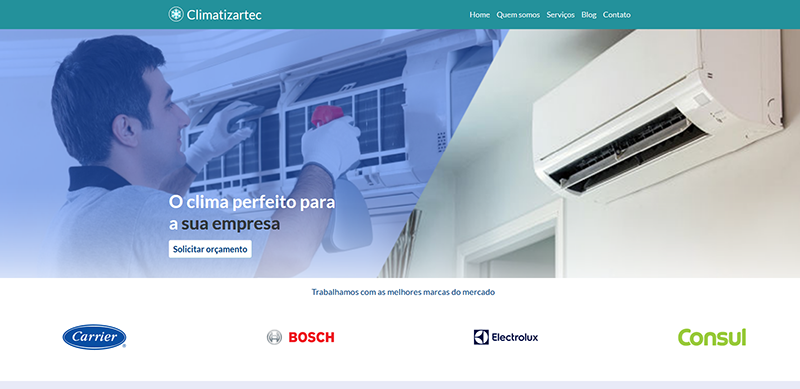 Climatizartec
Home Quem somos Serviços Blog Contato
O clima perfeito para
a sua empresa
Solicitar orçamento
Trabalhamos com as melhores marcas do mercado
Carrier
BOSCH
Electrolux
Consul